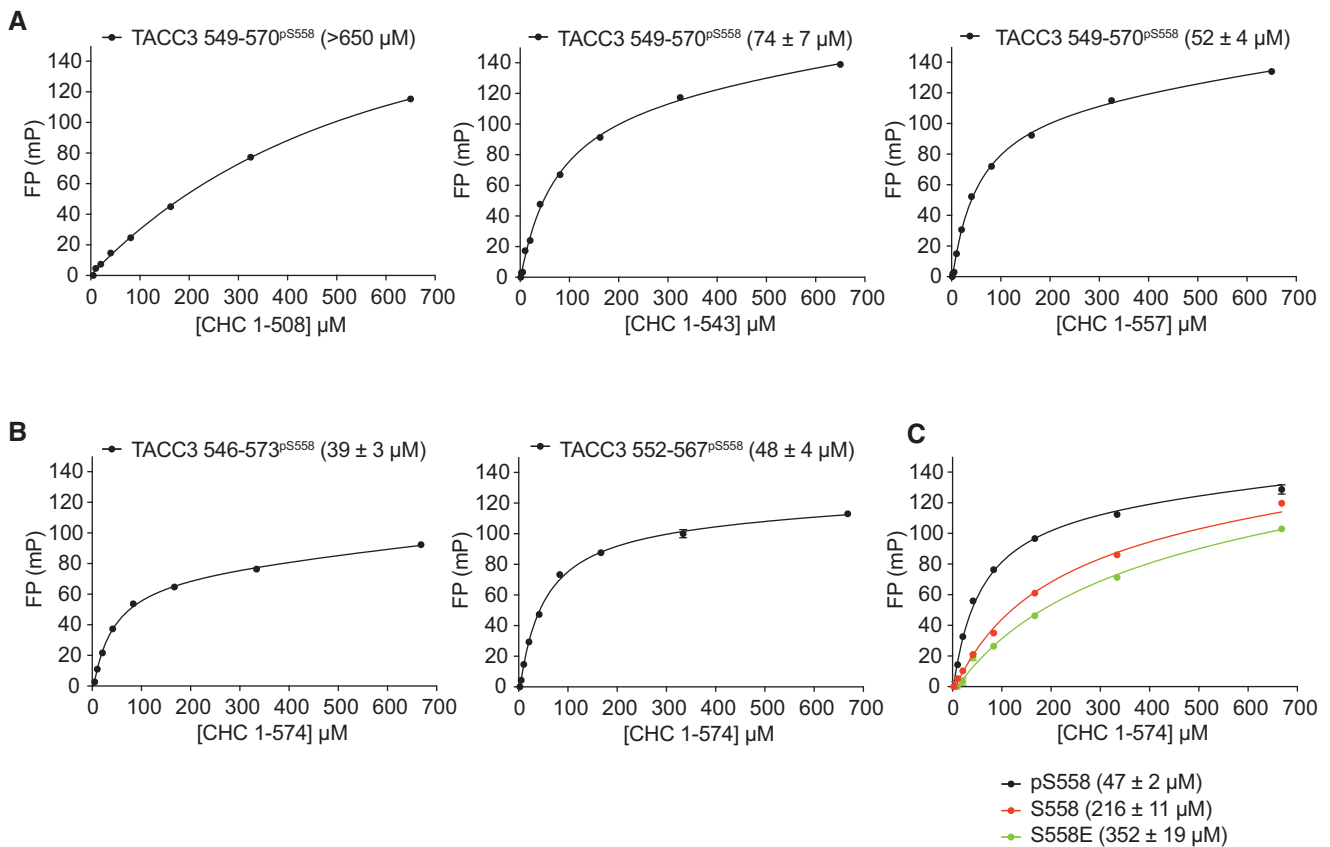 A
TACC3 549-570pS558 (>650 µM)
TACC3 549-570pS558 (74 ± 7 µM)
TACC3 549-570pS558 (52 ± 4 µM)
FP (mP)
140
120
100
80
60
40
20
0
0 100 200 300 400 500 600 700
[CHC 1-508] µM
FP (mP)
140
120
100
80
60
40
20
0
0 100 200 300 400 500 600 700
[CHC 1-543] µM
FP (mP)
140
120
100
80
60
40
20
0
0 100 200 300 400 500 600 700
[CHC 1-557] µM
B
TACC3 546-573pS558 (39 ± 3 µM)
TACC3 552-567pS558 (48 ± 4 µM)
FP (mP)
140
120
100
80
60
40
20
0
0 100 200 300 400 500 600 700
[CHC 1-574] µM
FP (mP)
140
120
100
80
60
40
20
0
0 100 200 300 400 500 600 700
[CHC 1-574] µM
C
FP (mP)
140
120
100
80
60
40
20
0
0 100 200 300 400 500 600 700
[CHC 1-574] µM
pS558 (47 ± 2 µM)
S558 (216 ± 11 µM)
S558E (352 ± 19 µM)